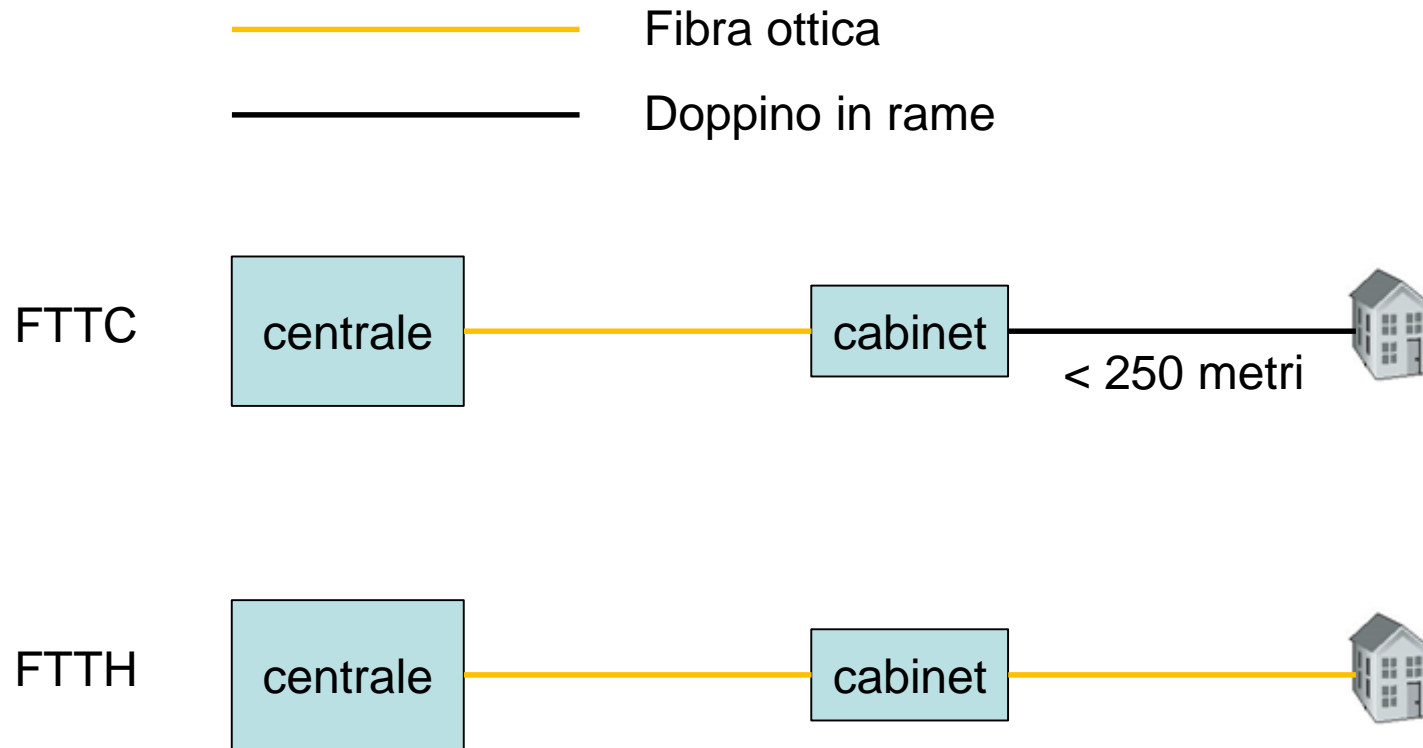 Fibra ottica
Doppino in rame
FTTC
centrale
cabinet
< 250 metri
FTTH
centrale
cabinet